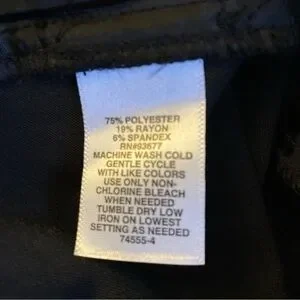 75% POLYESTER
19% RAYON
6% SPANDEX
RN#93677
MACHINE WASH COLD
GENTLE CYCLE
WITH LIKE COLORS
USE ONLY NON-
CHLORINE BLEACH
WHEN NEEDED
TUMBLE DRY LOW
IRON ON LOWEST
SETTING AS NEEDED
74555-4